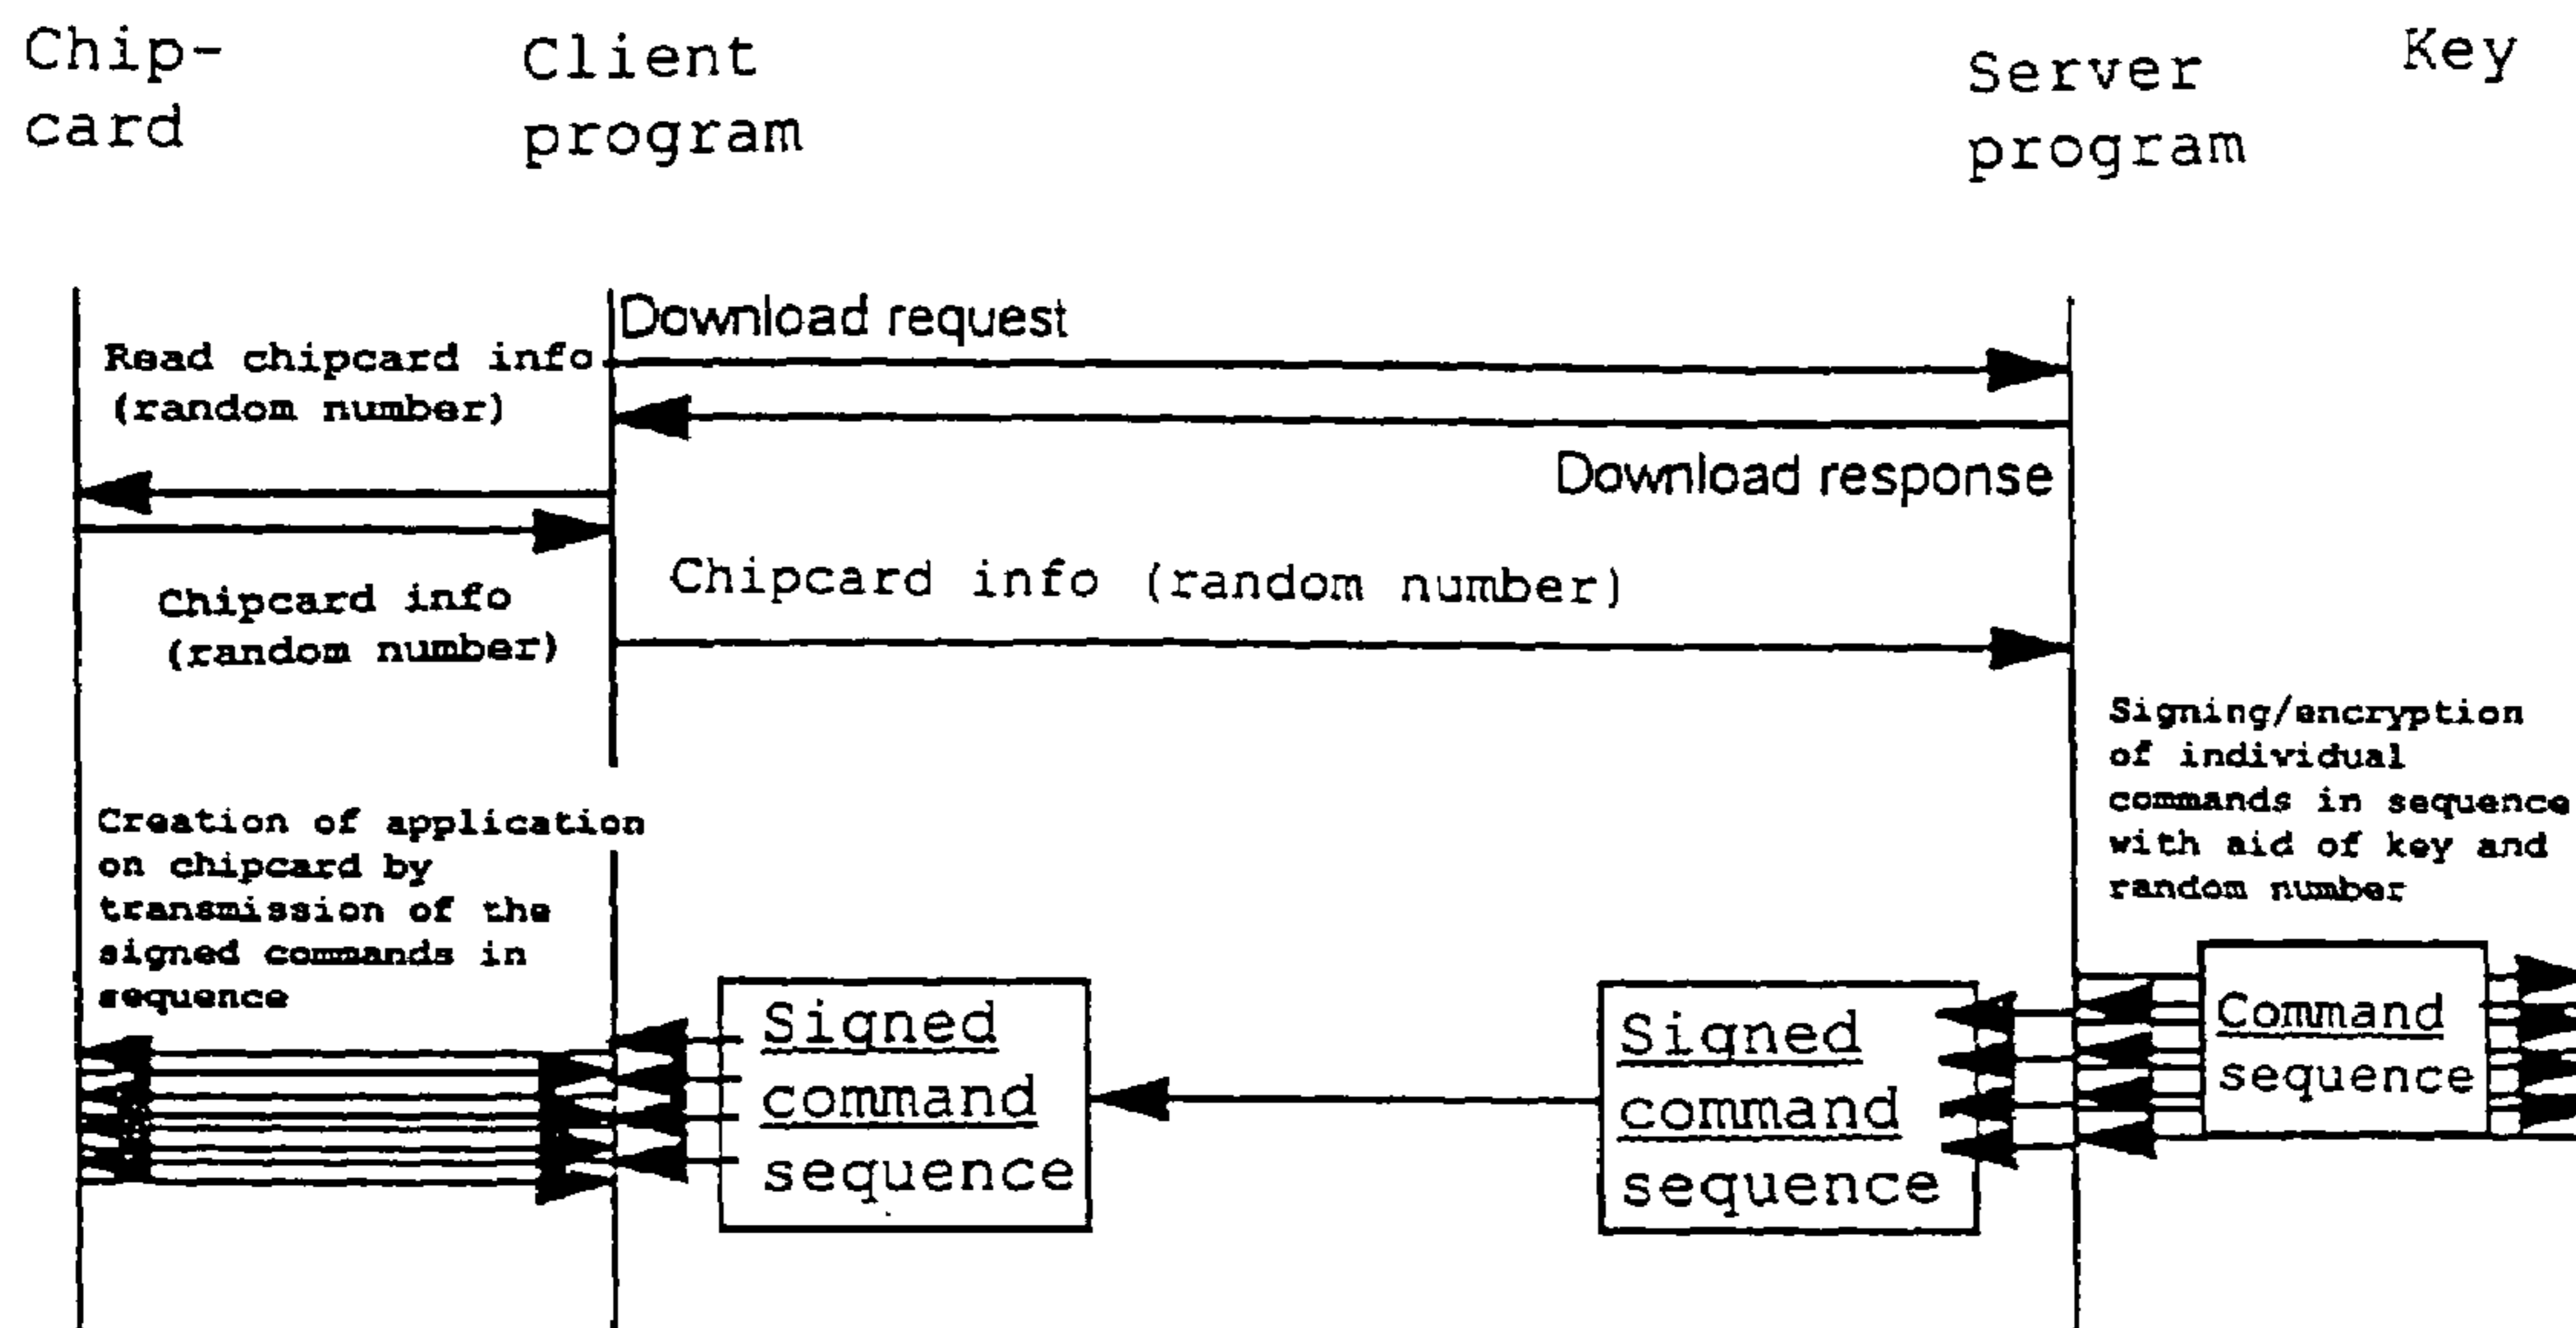 Chip-
card
Client
program
Server
program
Key
Download request
Read chipcard info
(random number)
Download response
Chipcard info
(random number)
Chipcard info (random number)
Signing/encryption
of individual
commands in sequence
with aid of key and
random number
Creation of application
on chipcard by
transmission of the
signed commands in
sequence
Signed
command
sequence
Signed
command
sequence
Command
sequence